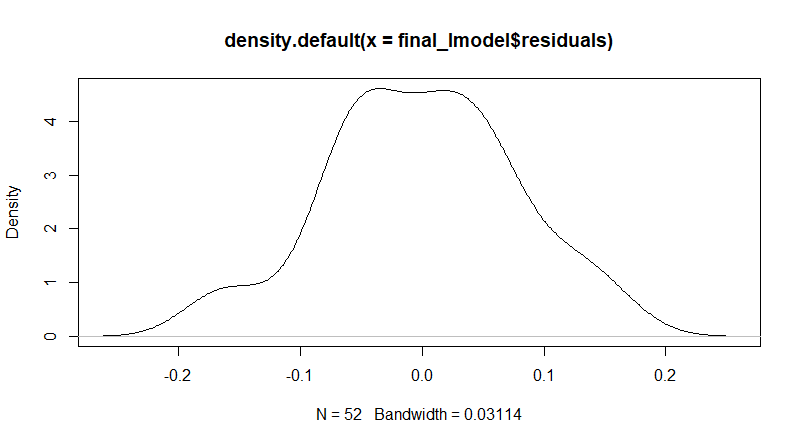 density.default(x = final_lmodel$residuals)
Density
4
3
2
1
0
-0.2 -0.1 0.0 0.1 0.2
N = 52 Bandwidth = 0.03114